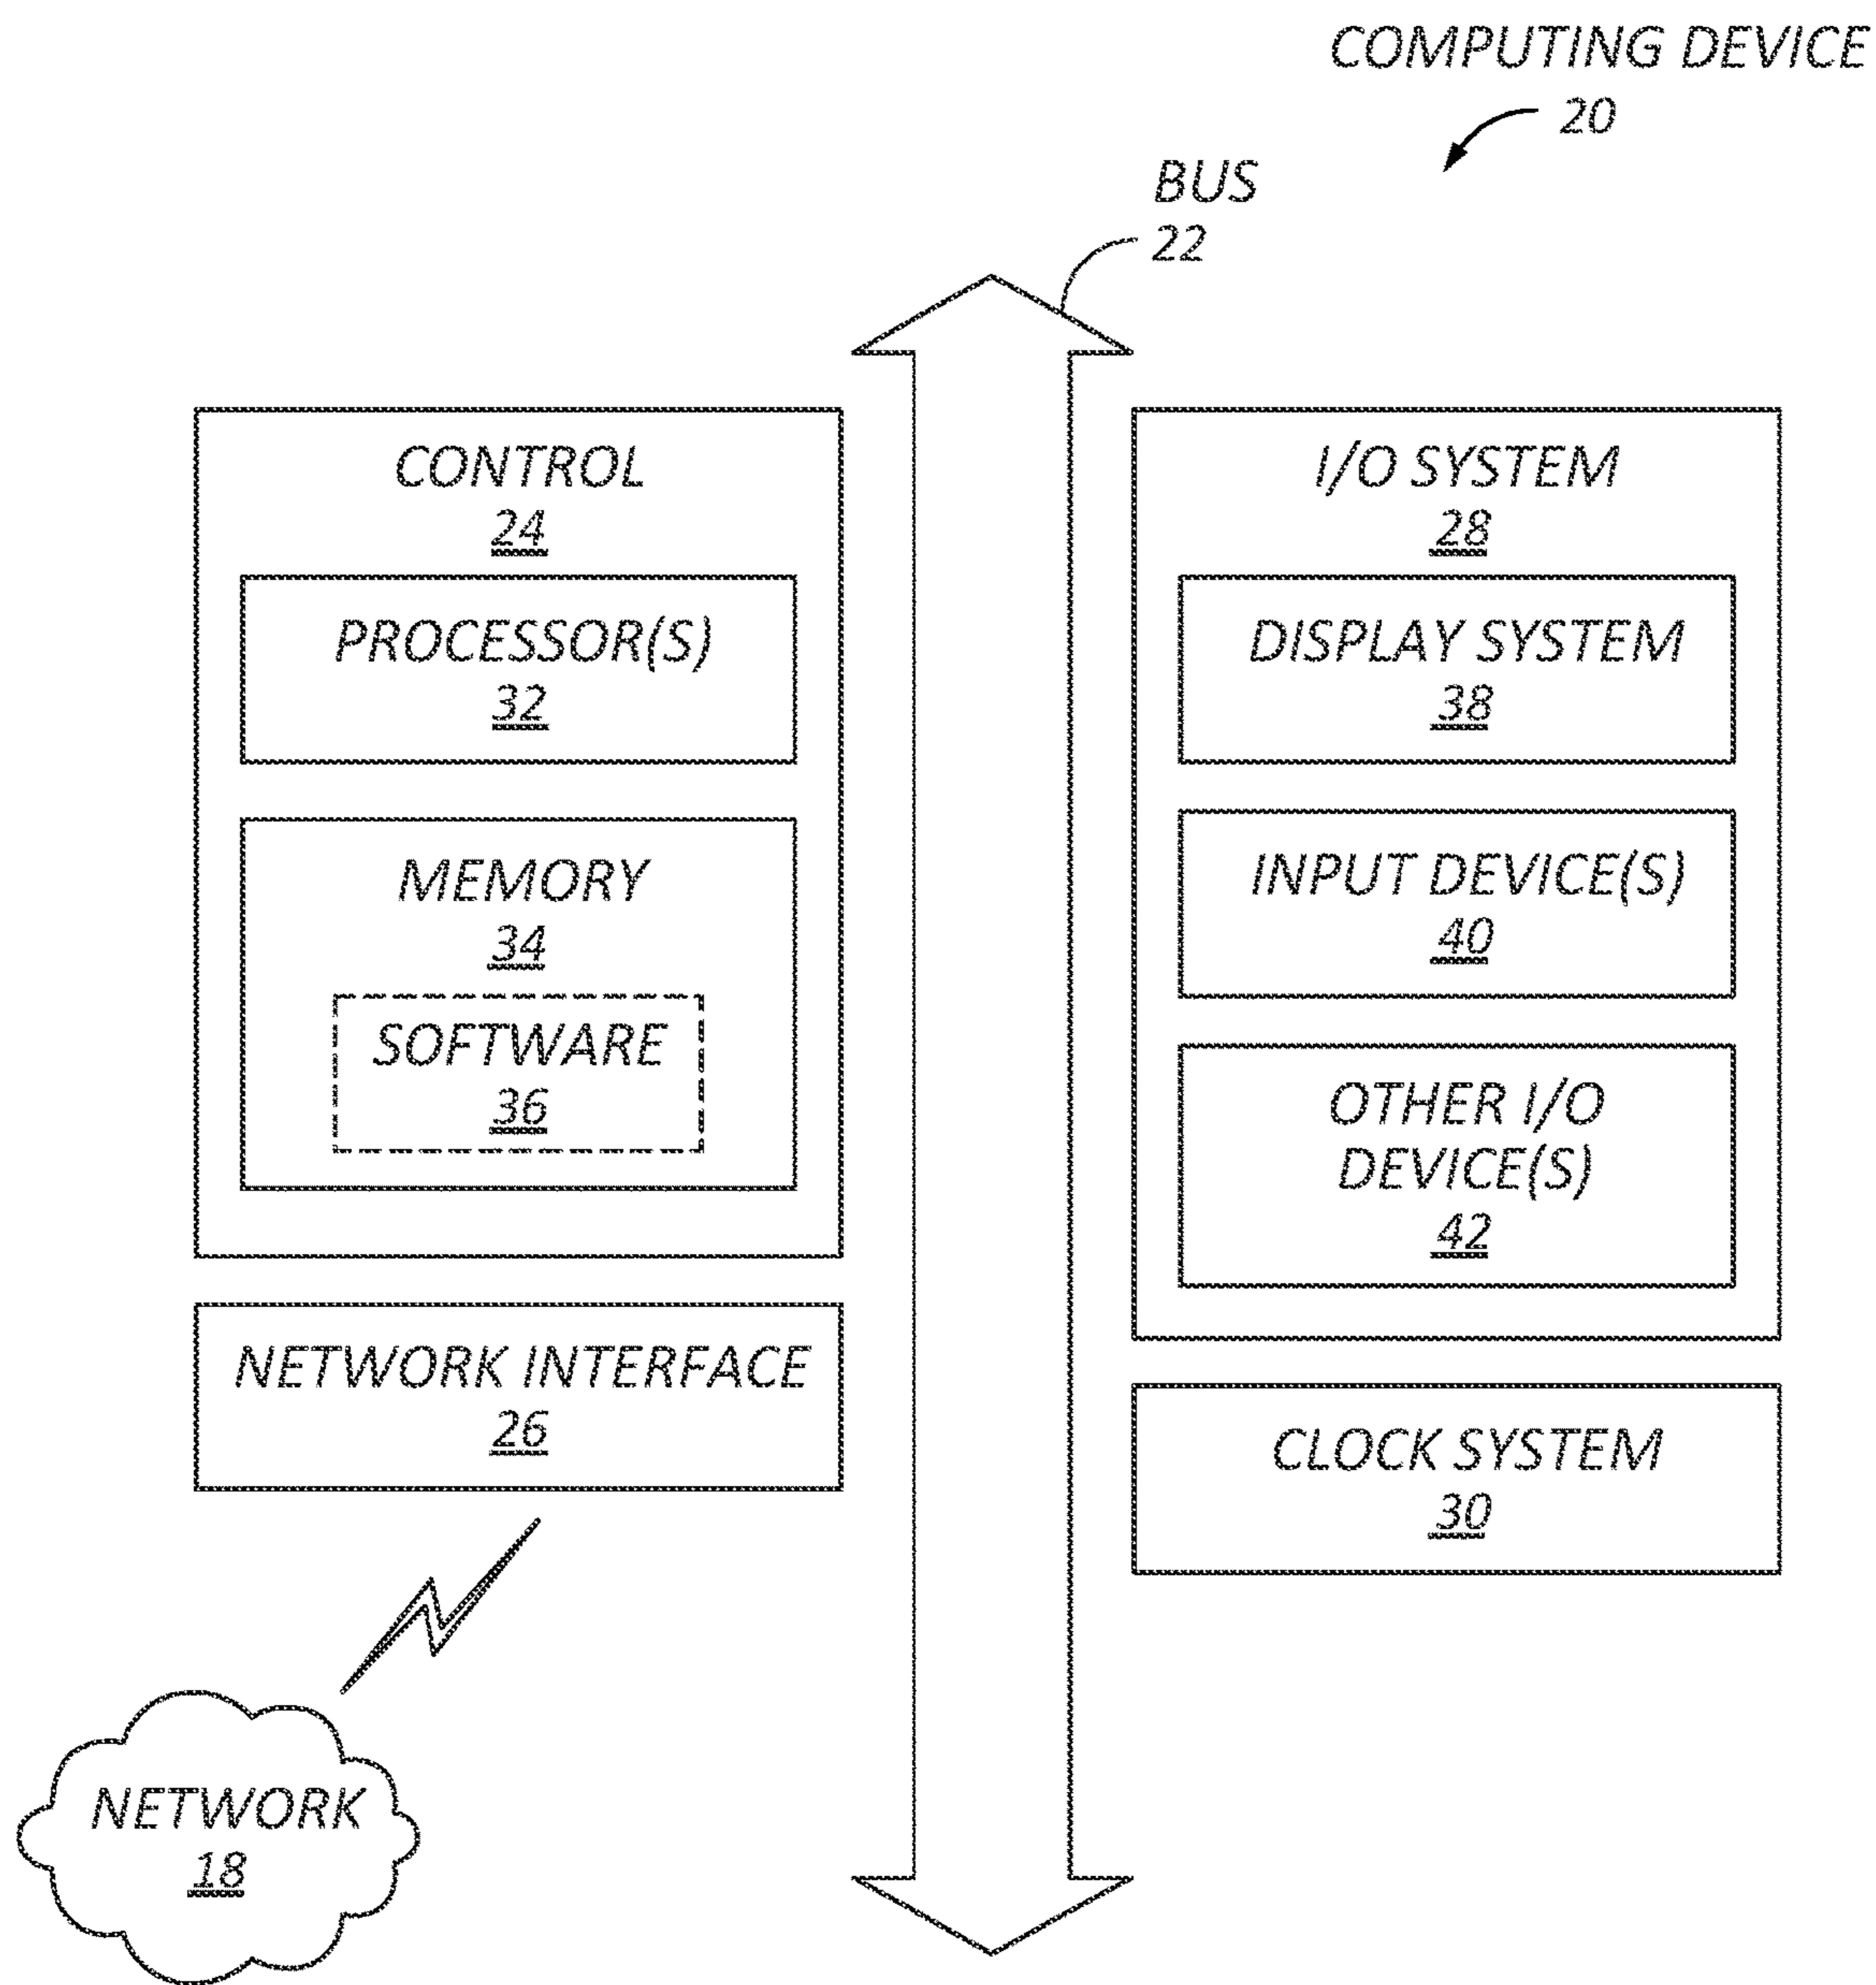 COMPUTING DEVICE
20
BUS
22
CONTROL
24
PROCESSOR(S)
32
MEMORY
34
SOFTWARE
36
NETWORK INTERFACE
26
NETWORK
18
I/O SYSTEM
28
DISPLAY SYSTEM
38
INPUT DEVICE(S)
40
OTHER I/O
DEVICE(S)
42
CLOCK SYSTEM
30